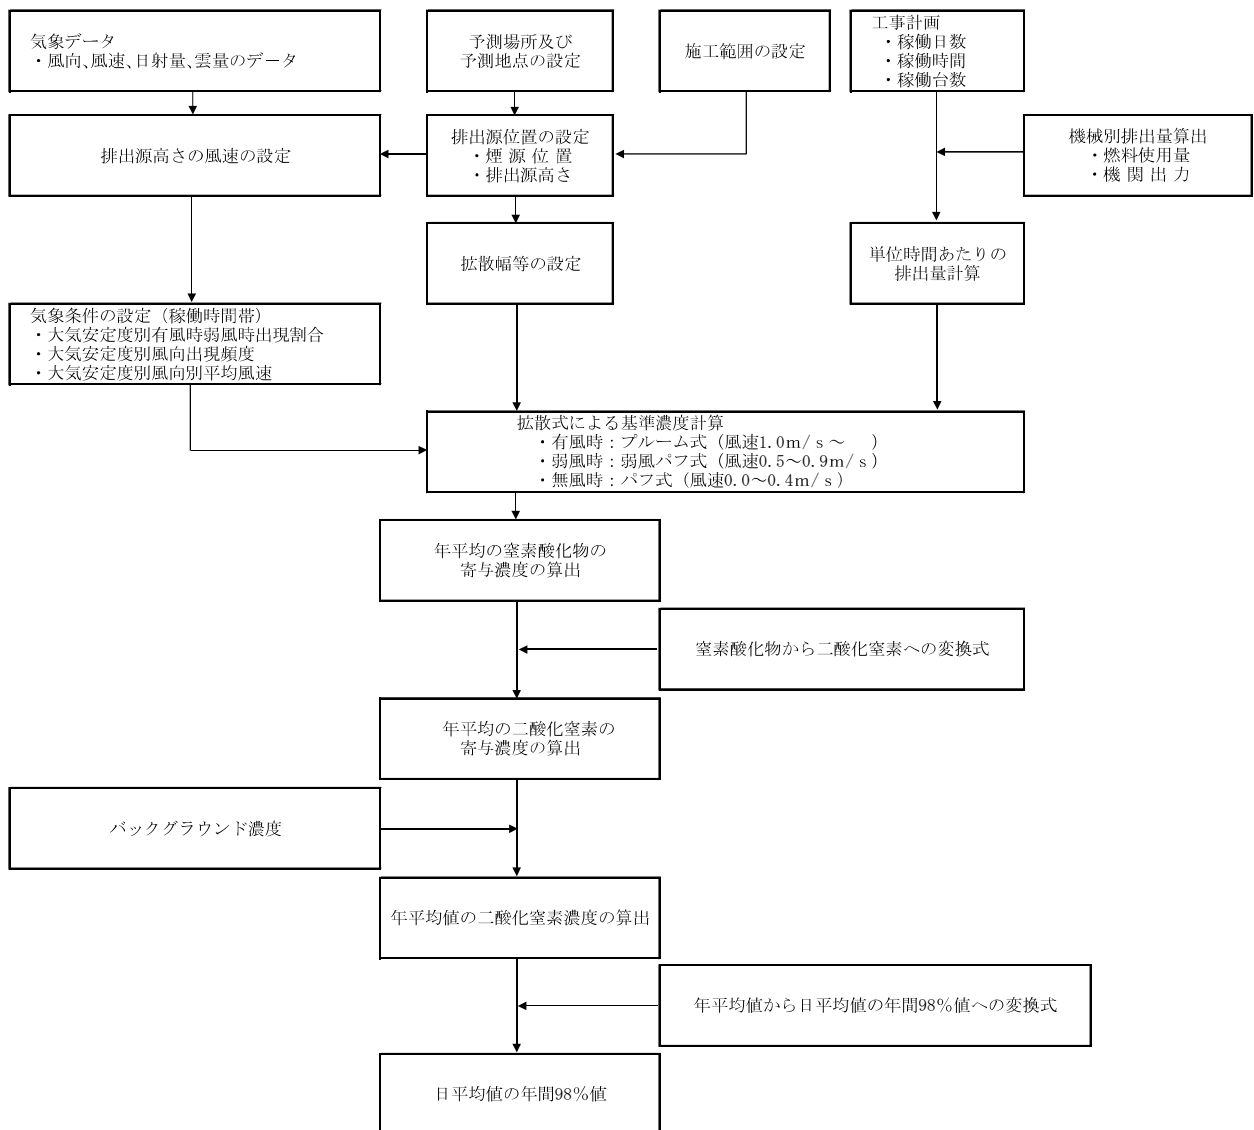 気象データ
・風向、風速、日射量、雲量のデータ
予測場所及び
予測地点の設定
施工範囲の設定
工事計画
・稼働日数
・稼働時間
・稼働台数
排出源高さの風速の設定
排出源位置の設定
・煙源位置
・排出源高さ
機械別排出量算出
・燃料使用量
・機関出力
拡散幅等の設定
単位時間あたりの
排出量計算
気象条件の設定（稼働時間帯）
・大気安定度別有風時弱風時出現割合
・大気安定度別風向出現頻度
・大気安定度別風向別平均風速
拡散式による基準濃度計算
・有風時：プルーム式（風速1.0m/s～　）
・弱風時：弱風パフ式（風速0.5～0.9m/s）
・無風時：パフ式（風速0.0～0.4m/s）
年平均の窒素酸化物の
寄与濃度の算出
窒素酸化物から二酸化窒素への変換式
年平均の二酸化窒素の
寄与濃度の算出
バックグラウンド濃度
年平均値の二酸化窒素濃度の算出
年平均値から日平均値の年間98％値への変換式
日平均値の年間98％値